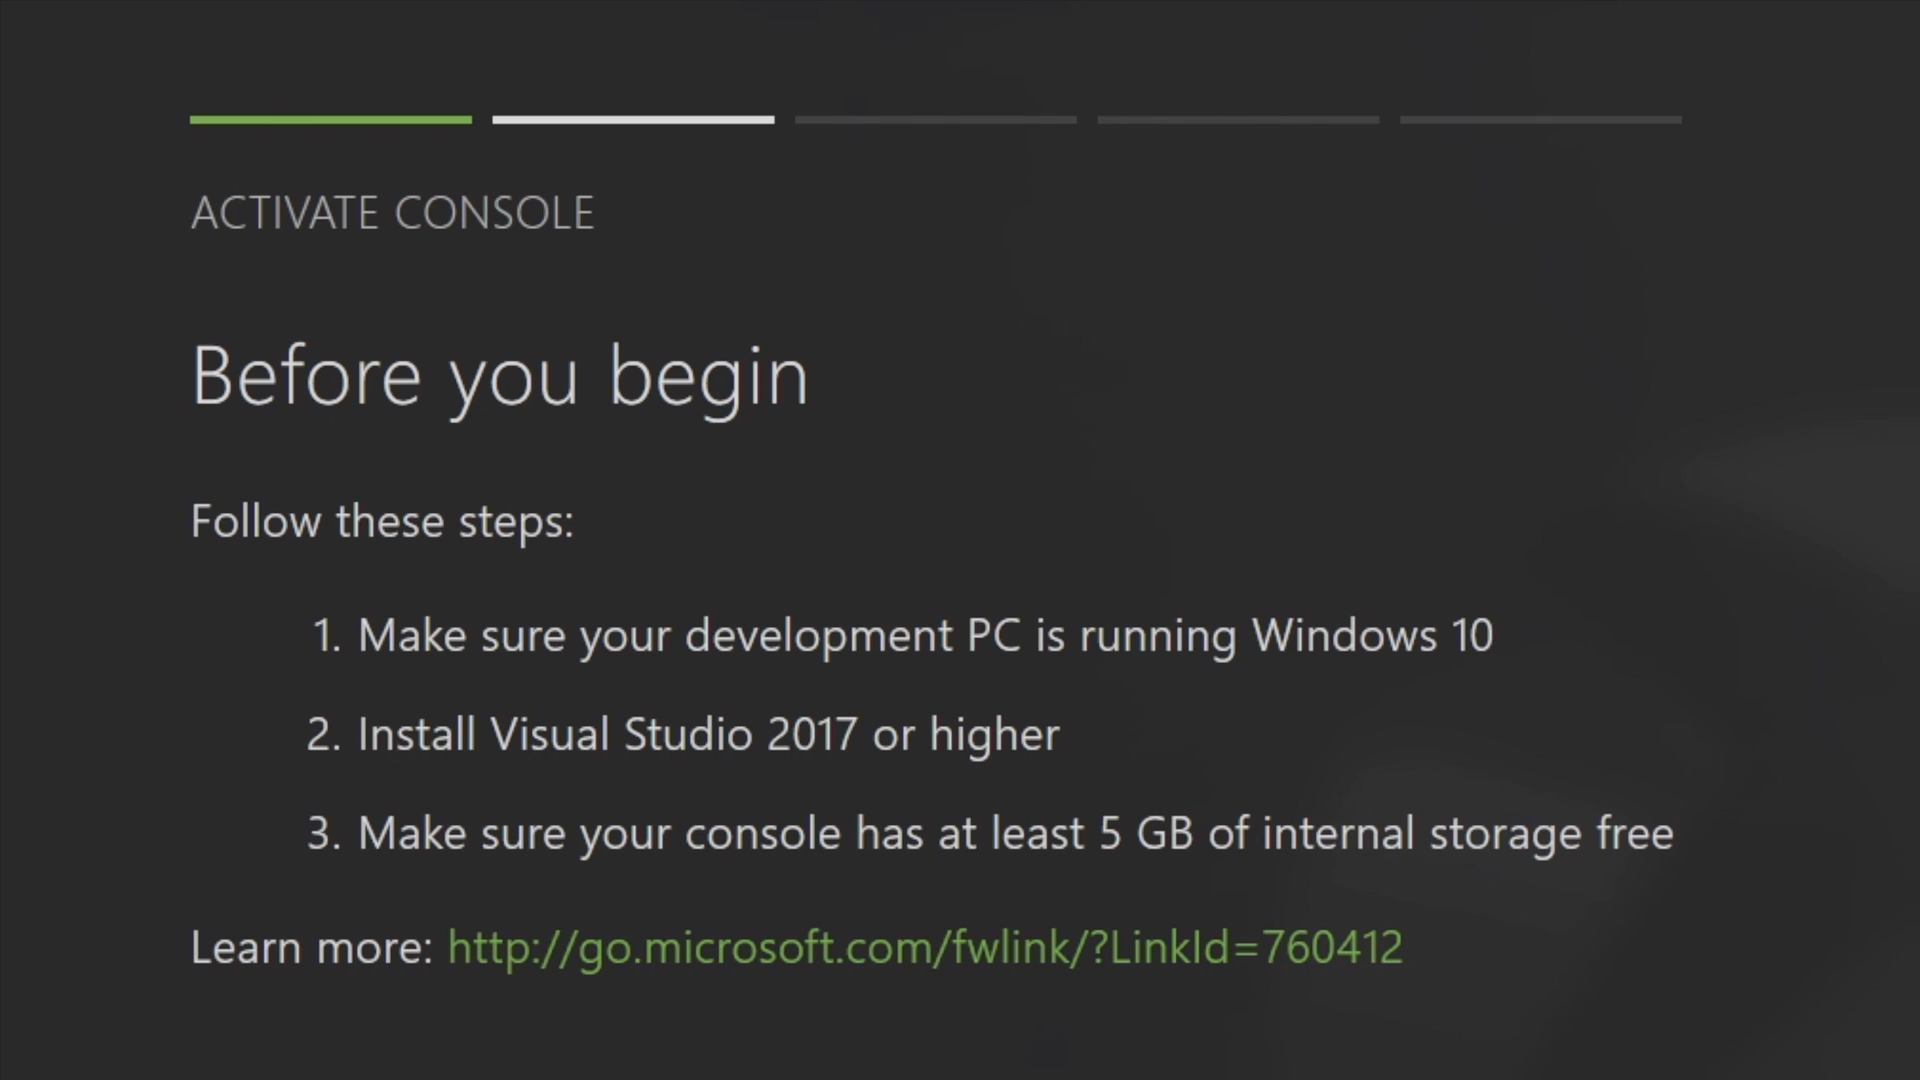 ACTIVATE CONSOLE
Before you begin
Follow these steps:
1. Make sure your development PC is running Windows 10
2. Install Visual Studio 2017 or higher
3. Make sure your console has at least 5 GB of internal storage free
Learn more: http://go.microsoft.com/fwlink/?LinkId=760412